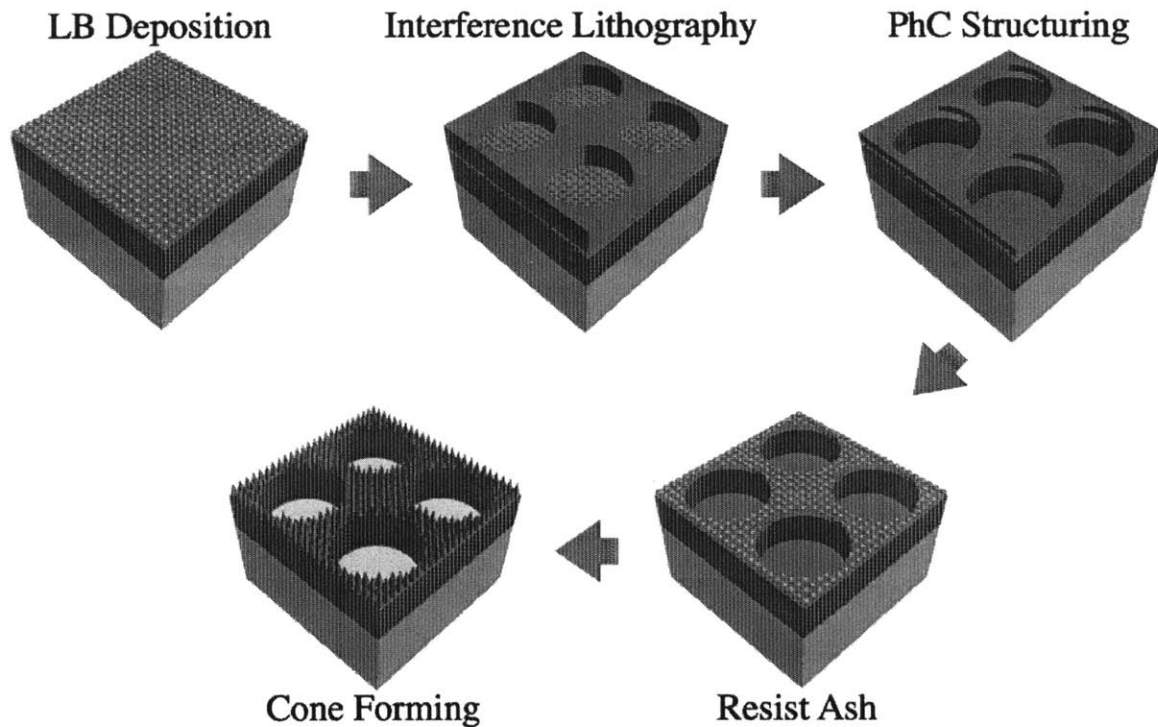 LB Deposition
Interference Lithography
PhC Structuring
Cone Forming
Resist Ash